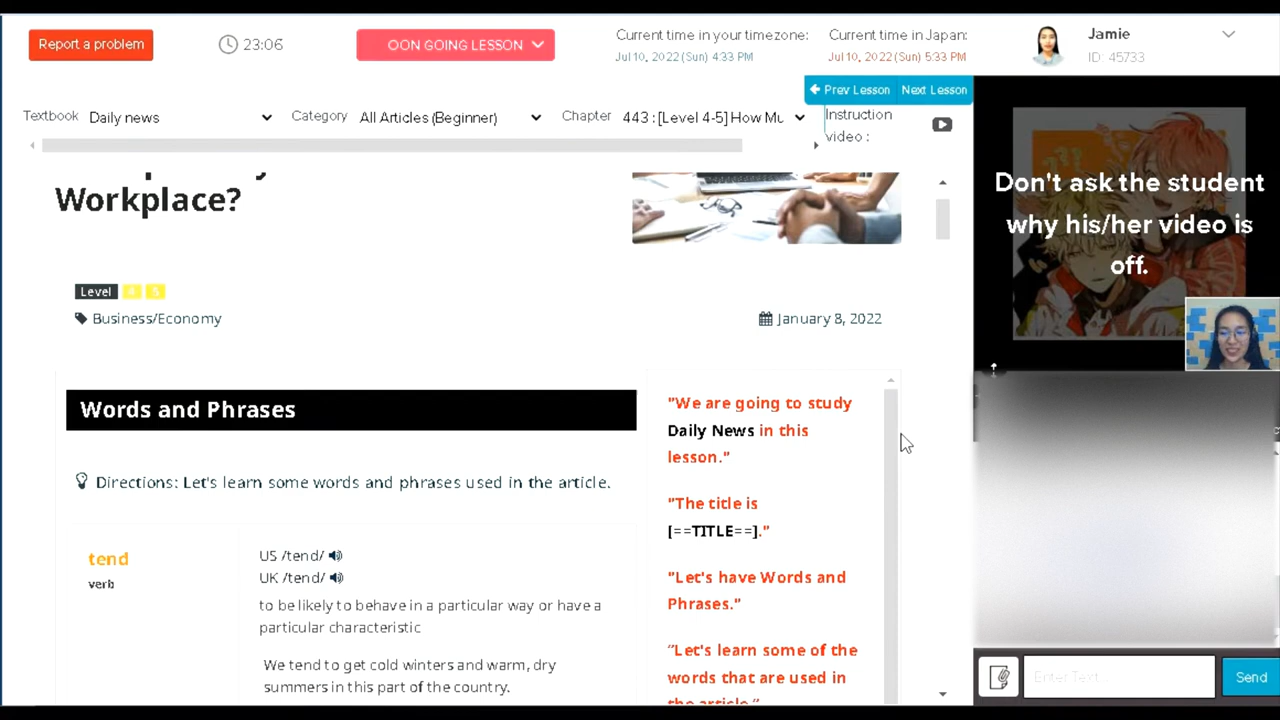 Report a problem
23:06
OON GOING LESSON
Current time in your timezone:
Jul 10, 2022 (Sun) 4:33 PM
Current time in Japan:
Jul 10, 2022 (Sun) 5:33 PM
Jamie
ID: 45733
Prev Lesson Next Lesson
Textbook Daily news
Category All Articles (Beginner)
Chapter 443 : [Level 4-5] How Mu
Instruction
video :
Workplace?
Level 4 5
Business/Economy
January 8, 2022
Words and Phrases
Directions: Let's learn some words and phrases used in the article.
tend
verb
US /tend/
UK /tend/
to be likely to behave in a particular way or have a
particular characteristic
We tend to get cold winters and warm, dry
summers in this part of the country.
"We are going to study
Daily News in this
lesson."
"The title is
[==TITLE==]."
"Let's have Words and
Phrases."
"Let's learn some of the
words that are used in
the article."
Don't ask the student
why his/her video is
off.
Enter Text...
Send